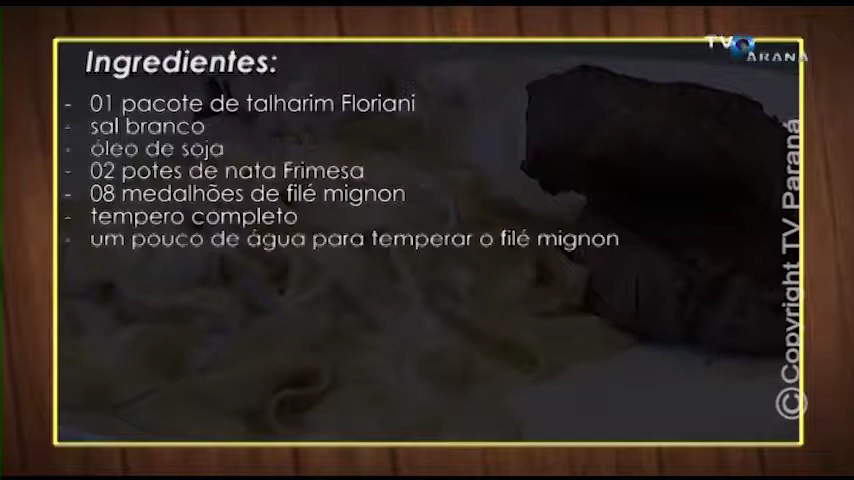 TV PARANÁ
Ingredientes:
- 01 pacote de talharim Floriani
- sal branco
- óleo de soja
- 02 potes de nata Frimesa
- 08 medalhões de filé mignon
- tempero completo
- um pouco de água para temperar o filé mignon
© Copyright TV Paraná